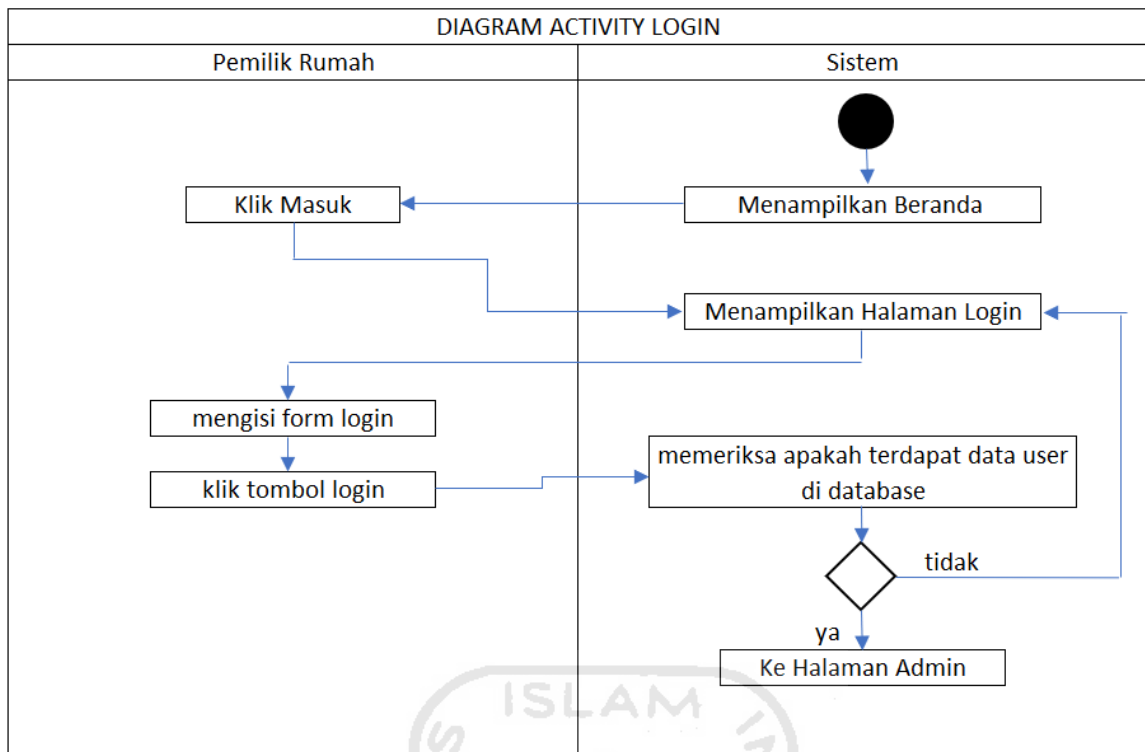 DIAGRAM ACTIVITY LOGIN
Pemilik Rumah
Sistem
Klik Masuk
Menampilkan Beranda
Menampilkan Halaman Login
mengisi form login
klik tombol login
memeriksa apakah terdapat data user
di database
tidak
ya
Ke Halaman Admin
ISLAM